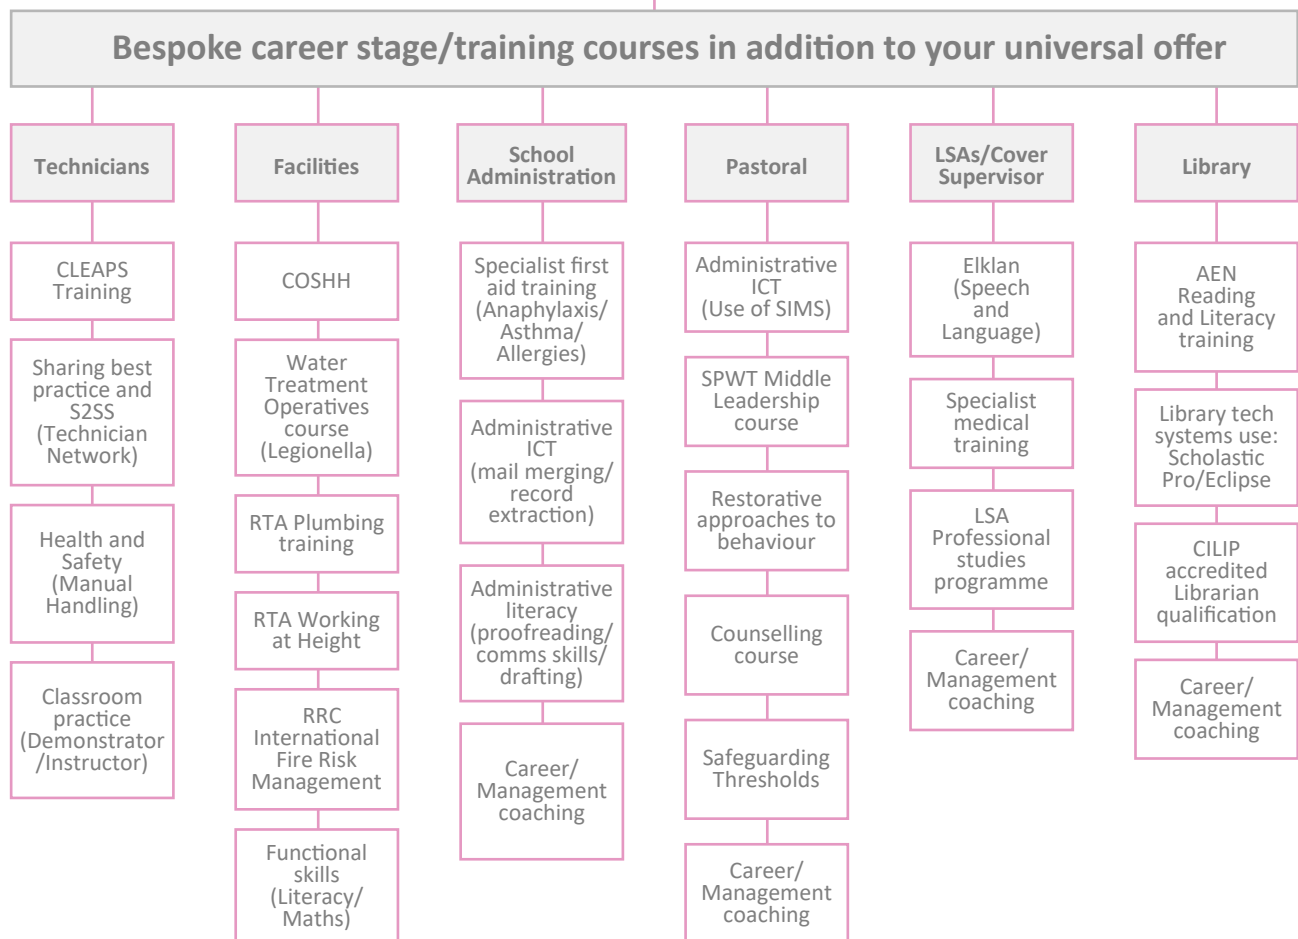 Bespoke career stage/training courses in addition to your universal offer
Technicians
CLEAPS
Training
Sharing best
practice and
S2SS
(Technician
Network)
Health and
Safety
(Manual
Handling)
Classroom
practice
(Demonstrator
/Instructor)
Facilities
COSHH
Water
Treatment
Operatives
course
(Legionella)
RTA Plumbing
training
RTA Working
at Height
RRC
International
Fire Risk
Management
Functional
skills
(Literacy/
Maths)
School
Administration
Specialist first
aid training
(Anaphylaxis/
Asthma/
Allergies)
Administrative
ICT
(mail merging/
record
extraction)
Administrative
literacy
(proofreading/
comms skills/
drafting)
Career/
Management
coaching
Pastoral
Administrative
ICT
(Use of SIMS)
SPWT Middle
Leadership
course
Restorative
approaches to
behaviour
Counselling
course
Safeguarding
Thresholds
Career/
Management
coaching
LSAs/Cover
Supervisor
Elklan
(Speech
and
Language)
Specialist
medical
training
LSA
Professional
studies
programme
Career/
Management
coaching
Library
AEN
Reading
and Literacy
training
Library tech
systems use:
Scholastic
Pro/Eclipse
CILIP
accredited
Librarian
qualification
Career/
Management
coaching